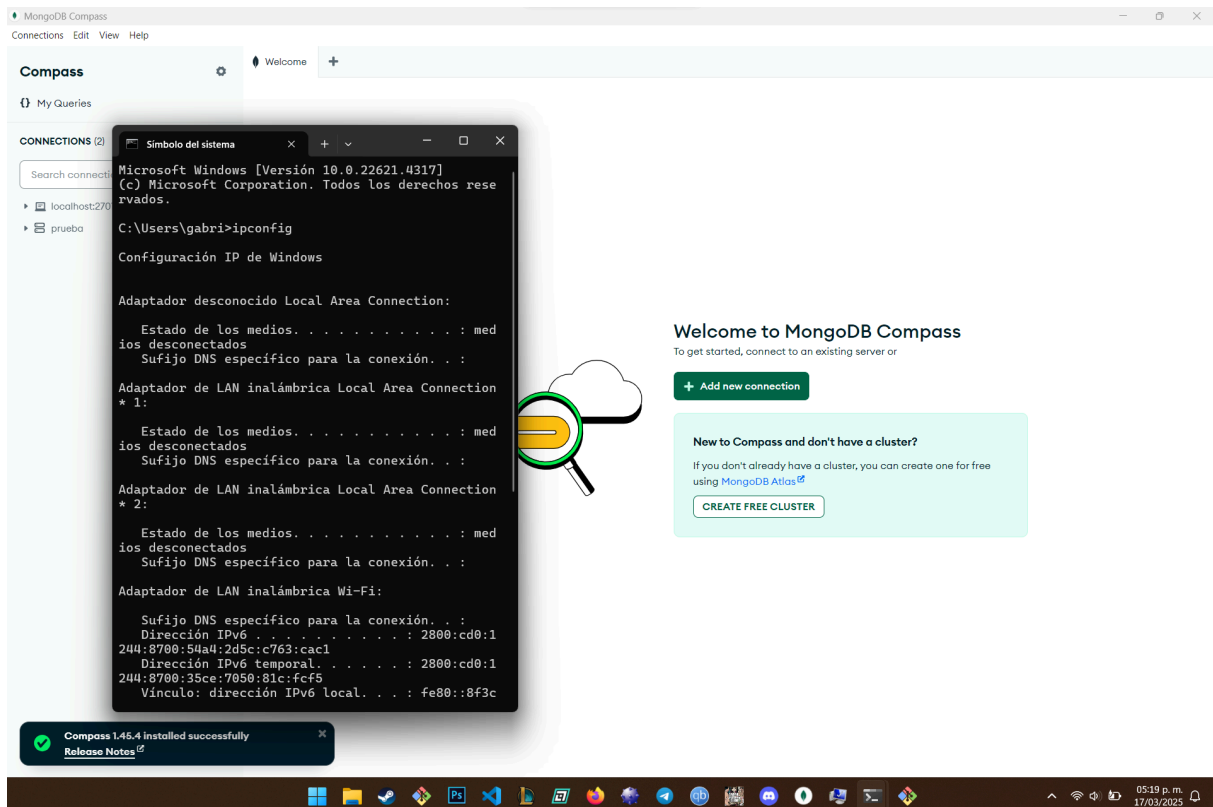 MongoDB Compass
Connections Edit View Help
Compass
Welcome
{} My Queries
CONNECTIONS (2)
Search connecti
localhost:270
prueba
Símbolo del sistema
Microsoft Windows [Versión 10.0.22621.4317]
(c) Microsoft Corporation. Todos los derechos rese
rvados.
C:\Users\gabri>ipconfig
Configuración IP de Windows
Adaptador desconocido Local Area Connection:
Estado de los medios. . . . . . . . . . . : med
ios desconectados
Sufijo DNS específico para la conexión. . :
Adaptador de LAN inalámbrica Local Area Connection
* 1:
Estado de los medios. . . . . . . . . . . : med
ios desconectados
Sufijo DNS específico para la conexión. . :
Adaptador de LAN inalámbrica Local Area Connection
* 2:
Estado de los medios. . . . . . . . . . . : med
ios desconectados
Sufijo DNS específico para la conexión. . :
Adaptador de LAN inalámbrica Wi-Fi:
Sufijo DNS específico para la conexión. . :
Dirección IPv6 . . . . . . . . . . : 2800:cd0:1
244:8700:54a4:2d5c:c763:cac1
Dirección IPv6 temporal. . . . . . : 2800:cd0:1
244:8700:35ce:7050:81c:fcf5
Vínculo: dirección IPv6 local. . . : fe80::8f3c
Welcome to MongoDB Compass
To get started, connect to an existing server or
+ Add new connection
New to Compass and don't have a cluster?
If you don't already have a cluster, you can create one for free
using MongoDB Atlas
CREATE FREE CLUSTER
Compass 1.45.4 installed successfully
Release Notes
Ps
qb
05:19 p. m.
17/03/2025